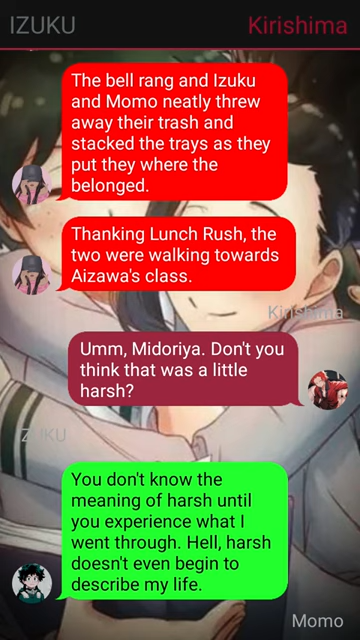 IZUKU
Kirishima
The bell rang and Izuku
and Momo neatly threw
away their trash and
stacked the trays as they
put they where the
belonged.
Thanking Lunch Rush, the
two were walking towards
Aizawa's class.
Kirishima
Umm, Midoriya. Don't you
think that was a little
harsh?
IZUKU
You don't know the
meaning of harsh until
you experience what I
went through. Hell, harsh
doesn't even begin to
describe my life.
Momo